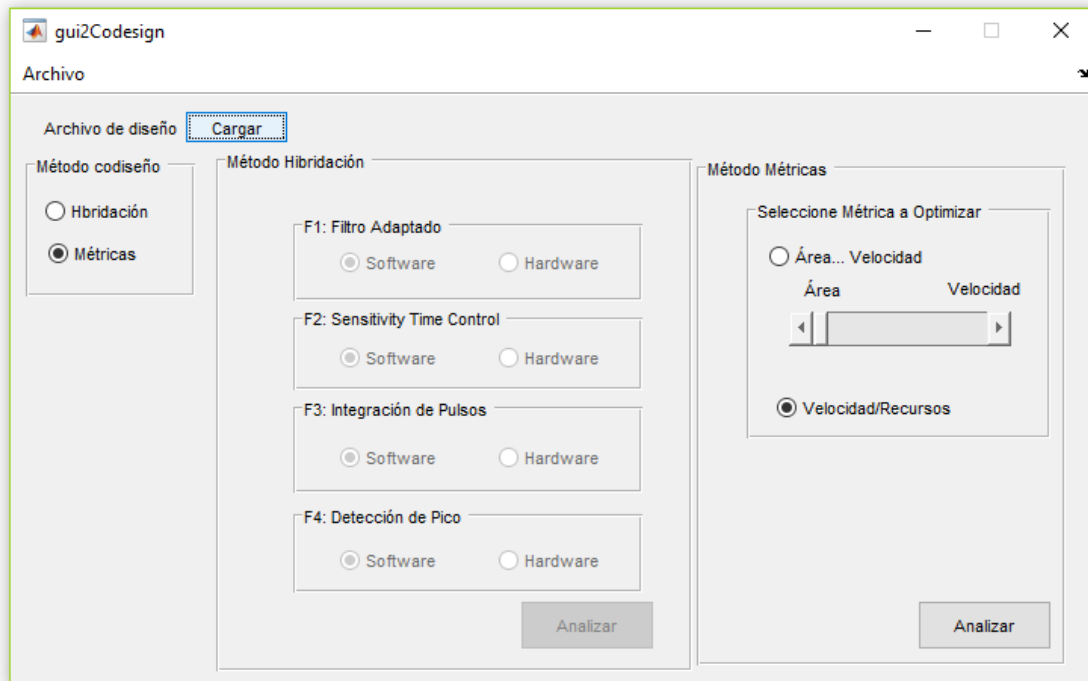 gui2Codesign
Archivo
Archivo de diseño Cargar
Método codiseño
Hbridación
Métricas
Método Hibridación
F1: Filtro Adaptado
Software Hardware
F2: Sensitivity Time Control
Software Hardware
F3: Integración de Pulsos
Software Hardware
F4: Detección de Pico
Software Hardware
Analizar
Método Métricas
Seleccione Métrica a Optimizar
Área... Velocidad
Área Velocidad
Velocidad/Recursos
Analizar